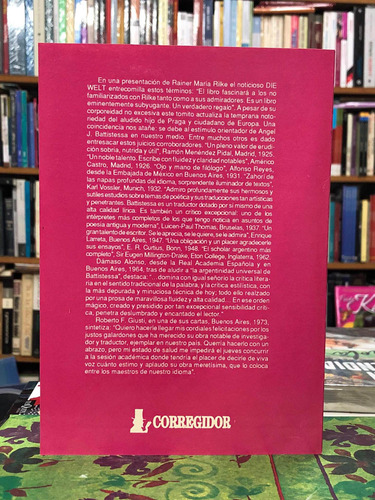 En una presentación de Rainer Maria Rilke el noticioso DIE
WELT entrecomilla estos términos: "El libro fascinará a los no
familiarizados con Rilke tanto como a sus admiradores. Es un libro
eminentemente subyugante. Un verdadero regalo". A pesar de su
corporeidad no excesiva este tomito actualiza la temprana noto-
riedad del aludido hijo de Praga y ciudadano de Europa. Una
coincidencia nos atañe: se debe al estímulo orientador de Angel
J. Battistessa en nuestro medio. Entre muchos otros es dado
entresacar estos juicios corroboradores. "Un pleno valor de erudi-
ción sobria, nutrida y útil", Ramón Menéndez Pidal, Madrid, 1925.
"Un noble talento. Escribe con fluidez y claridad notables", Américo
Castro, Madrid, 1926. "Ojo y mano de filólogo", Alfonso Reyes,
desde la Embajada de México en Buenos Aires, 1931. "Zahorí de
las napas profundas del idioma, sorprendente iluminador de textos",
Karl Vossler, Munich, 1932. "Admiro profundamente sus hermosos y
sutiles estudios sobre temas de poética y sus traducciones tan artísticas
y penetrantes. Battistessa es un traductor dotado por sí mismo de una
alta calidad lírica. Es también un crítico excepcional: uno de los
intérpretes más completos de los que tengo noticia en asuntos de
poesía antigua y moderna", Lucien-Paul Thomas, Bruselas, 1937. "Un
gran talento de escritor. Se le aprecia, se le quiere, se le admira", Enrique
Larreta, Buenos Aires, 1947. "Una obligación y un placer agradecerle
sus ensayos", E. R. Curtius, Bonn, 1948. "El scholar argentino más
completo", Sir Eugen Millington-Drake, Eton College, Inglaterra, 1962.
Dámaso Alonso, desde la Real Academia Española y en
Buenos Aires, 1964, tras de aludir a "la argentinidad universal de
Battistessa", destaca: "...domina con igual señorío la crítica litera-
ria en el sentido tradicional de la palabra, y la crítica estilística, con
la más depurada y minuciosa técnica de hoy; todo ello realizado
por una prosa de maravillosa fluidez y alta calidad... En ese orden
mágico, creado y presidido por tan excepcional sensibilidad críti-
ca, penetra deslumbrado y encantado el lector."
Roberto F. Giusti, en una de sus cartas, Buenos Aires, 1973,
sintetiza: "Quiero hacerle llegar mis cordiales felicitaciones por los
justos galardones que ha merecido su obra notable de investiga-
dor y traductor, ejemplar en nuestro país. Quería hacerlo con un
abrazo, pero mi estado de salud me impedirá el jueves concurrir
a la sesión académica donde tendría el placer de decirle de viva
voz cuánto estimo y aplaudo su obra meretísima, que lo coloca
entre los maestros de nuestro idioma".
CORREGIDOR